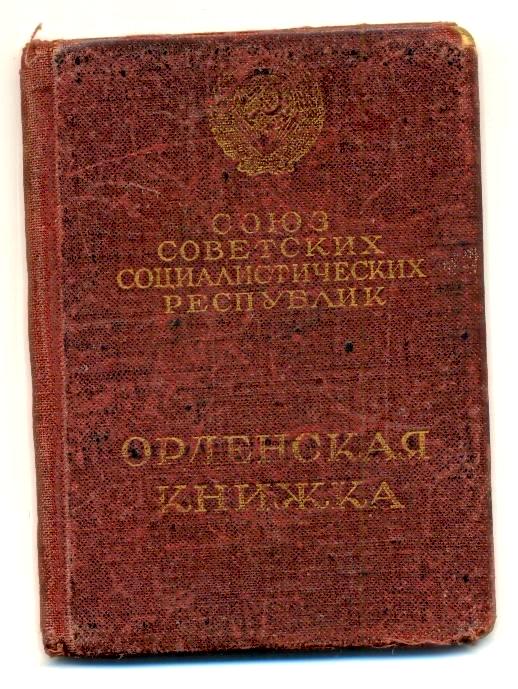 СОЮЗ
СОВЕТСКИХ
СОЦИАЛИСТИЧЕСКИХ
РЕСПУБЛИК
ОРДЕНСКАЯ
КНИЖКА